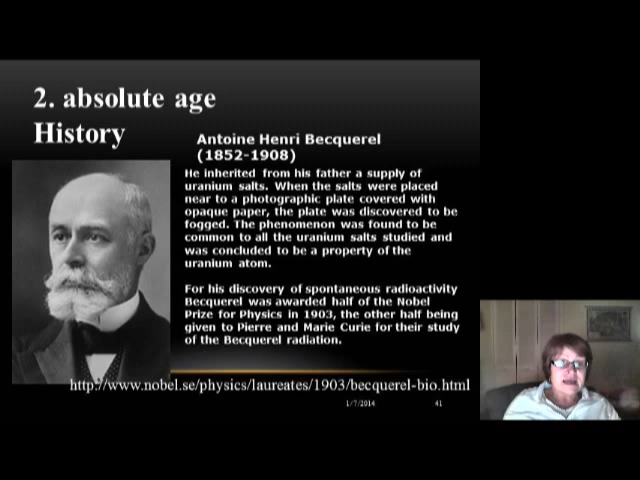 2. absolute age
History
Antoine Henri Becquerel
(1852-1908)
He inherited from his father a supply of
uranium salts. When the salts were placed
near to a photographic plate covered with
opaque paper, the plate was discovered to be
fogged. The phenomenon was found to be
common to all the uranium salts studied and
was concluded to be a property of the
uranium atom.
For his discovery of spontaneous radioactivity
Becquerel was awarded half of the Nobel
Prize for Physics in 1903, the other half being
given to Pierre and Marie Curie for their study
of the Becquerel radiation.
http://www.nobel.se/physics/laureates/1903/becquerel-bio.html
1/7/2014 41